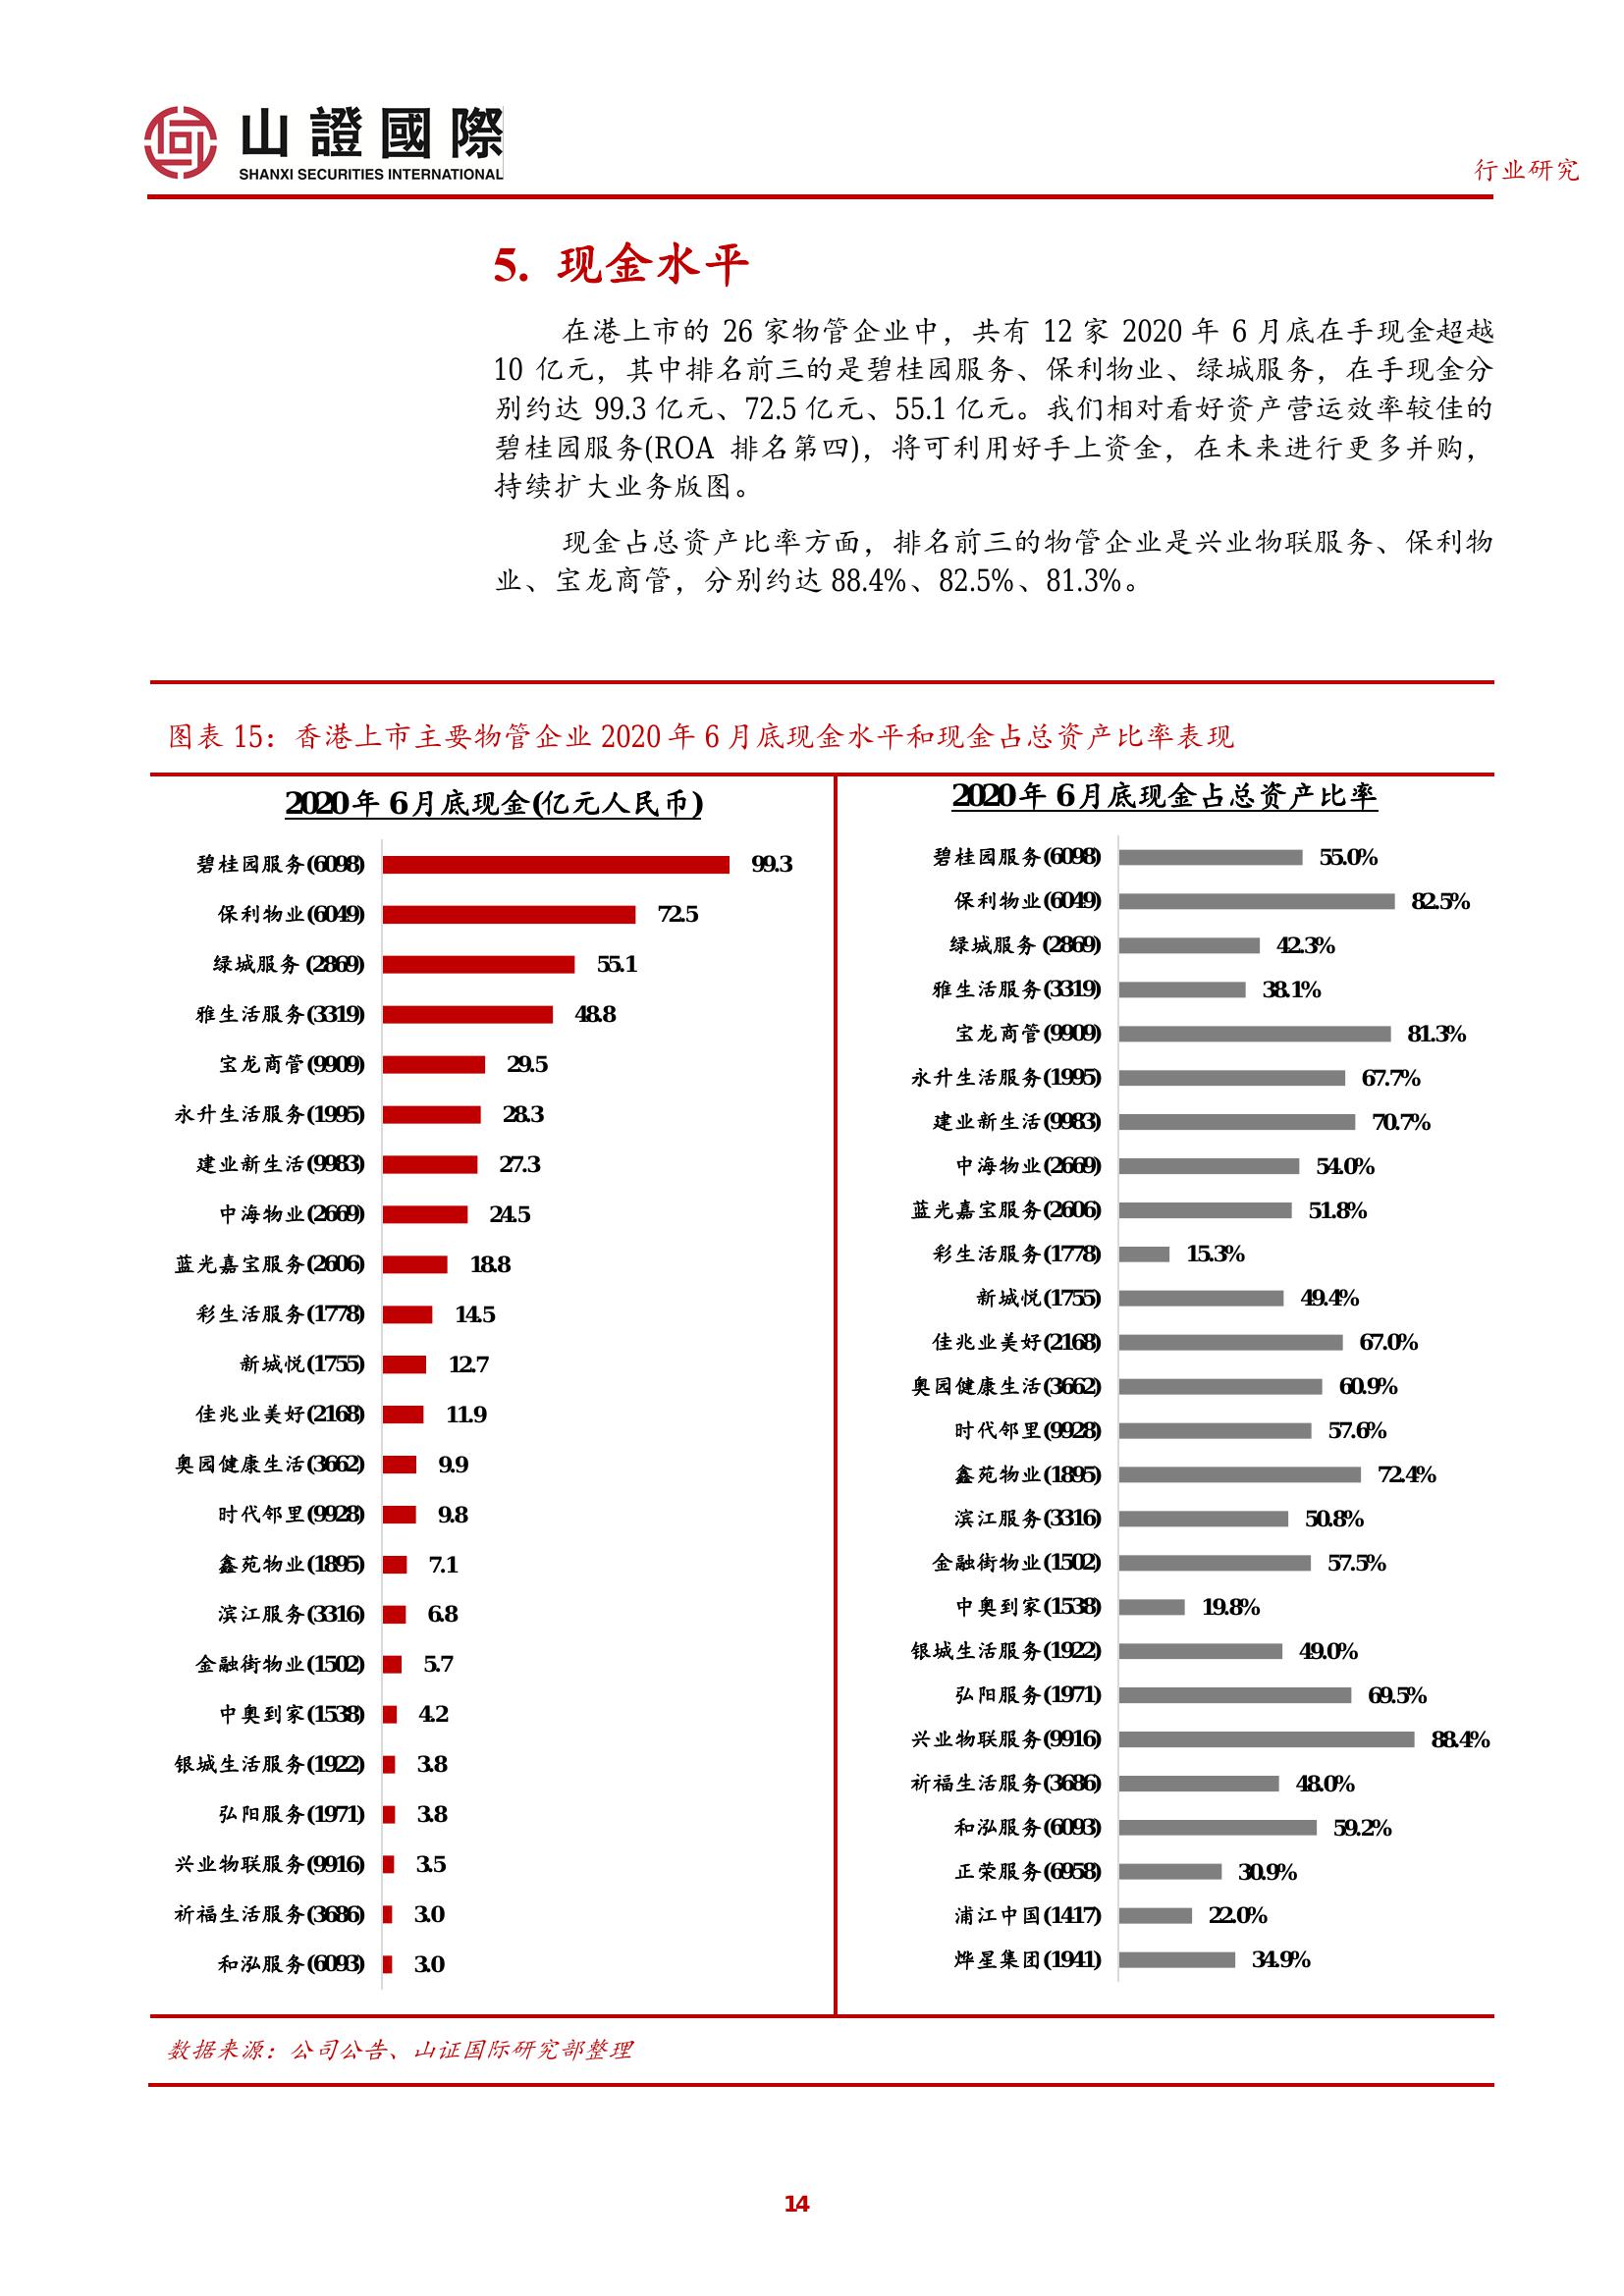 山證國際
SHANXI SECURITIES INTERNATIONAL
行业研究
5. 现金水平
在港上市的 26 家物管企业中，共有 12 家 2020 年 6 月底在手现金超越
10 亿元，其中排名前三的是碧桂园服务、保利物业、绿城服务，在手现金分
别约达 99.3 亿元、72.5 亿元、55.1 亿元。我们相对看好资产营运效率较佳的
碧桂园服务(ROA 排名第四)，将可利用好手上资金，在未来进行更多并购，
持续扩大业务版图。
现金占总资产比率方面，排名前三的物管企业是兴业物联服务、保利物
业、宝龙商管，分别约达 88.4%、82.5%、81.3%。
图表 15：香港上市主要物管企业 2020 年 6 月底现金水平和现金占总资产比率表现
2020年 6月底现金(亿元人民币)
碧桂园服务(6098) 99.3
保利物业(6049) 72.5
绿城服务 (2869) 55.1
雅生活服务(3319) 48.8
宝龙商管(9909) 29.5
永升生活服务(1995) 28.3
建业新生活(9983) 27.3
中海物业(2669) 24.5
蓝光嘉宝服务(2606) 18.8
彩生活服务(1778) 14.5
新城悦(1755) 12.7
佳兆业美好(2168) 11.9
奥园健康生活(3662) 9.9
时代邻里(9928) 9.8
鑫苑物业(1895) 7.1
滨江服务(3316) 6.8
金融街物业(1502) 5.7
中奥到家(1538) 4.2
银城生活服务(1922) 3.8
弘阳服务(1971) 3.8
兴业物联服务(9916) 3.5
祈福生活服务(3686) 3.0
和泓服务(6093) 3.0
2020年 6月底现金占总资产比率
碧桂园服务(6098) 55.0%
保利物业(6049) 82.5%
绿城服务 (2869) 42.3%
雅生活服务(3319) 38.1%
宝龙商管(9909) 81.3%
永升生活服务(1995) 67.7%
建业新生活(9983) 70.7%
中海物业(2669) 54.0%
蓝光嘉宝服务(2606) 51.8%
彩生活服务(1778) 15.3%
新城悦(1755) 49.4%
佳兆业美好(2168) 67.0%
奥园健康生活(3662) 60.9%
时代邻里(9928) 57.6%
鑫苑物业(1895) 72.4%
滨江服务(3316) 50.8%
金融街物业(1502) 57.5%
中奥到家(1538) 19.8%
银城生活服务(1922) 49.0%
弘阳服务(1971) 69.5%
兴业物联服务(9916) 88.4%
祈福生活服务(3686) 48.0%
和泓服务(6093) 59.2%
正荣服务(6958) 30.9%
浦江中国(1417) 22.0%
烨星集团(1941) 34.9%
数据来源：公司公告、山证国际研究部整理
14